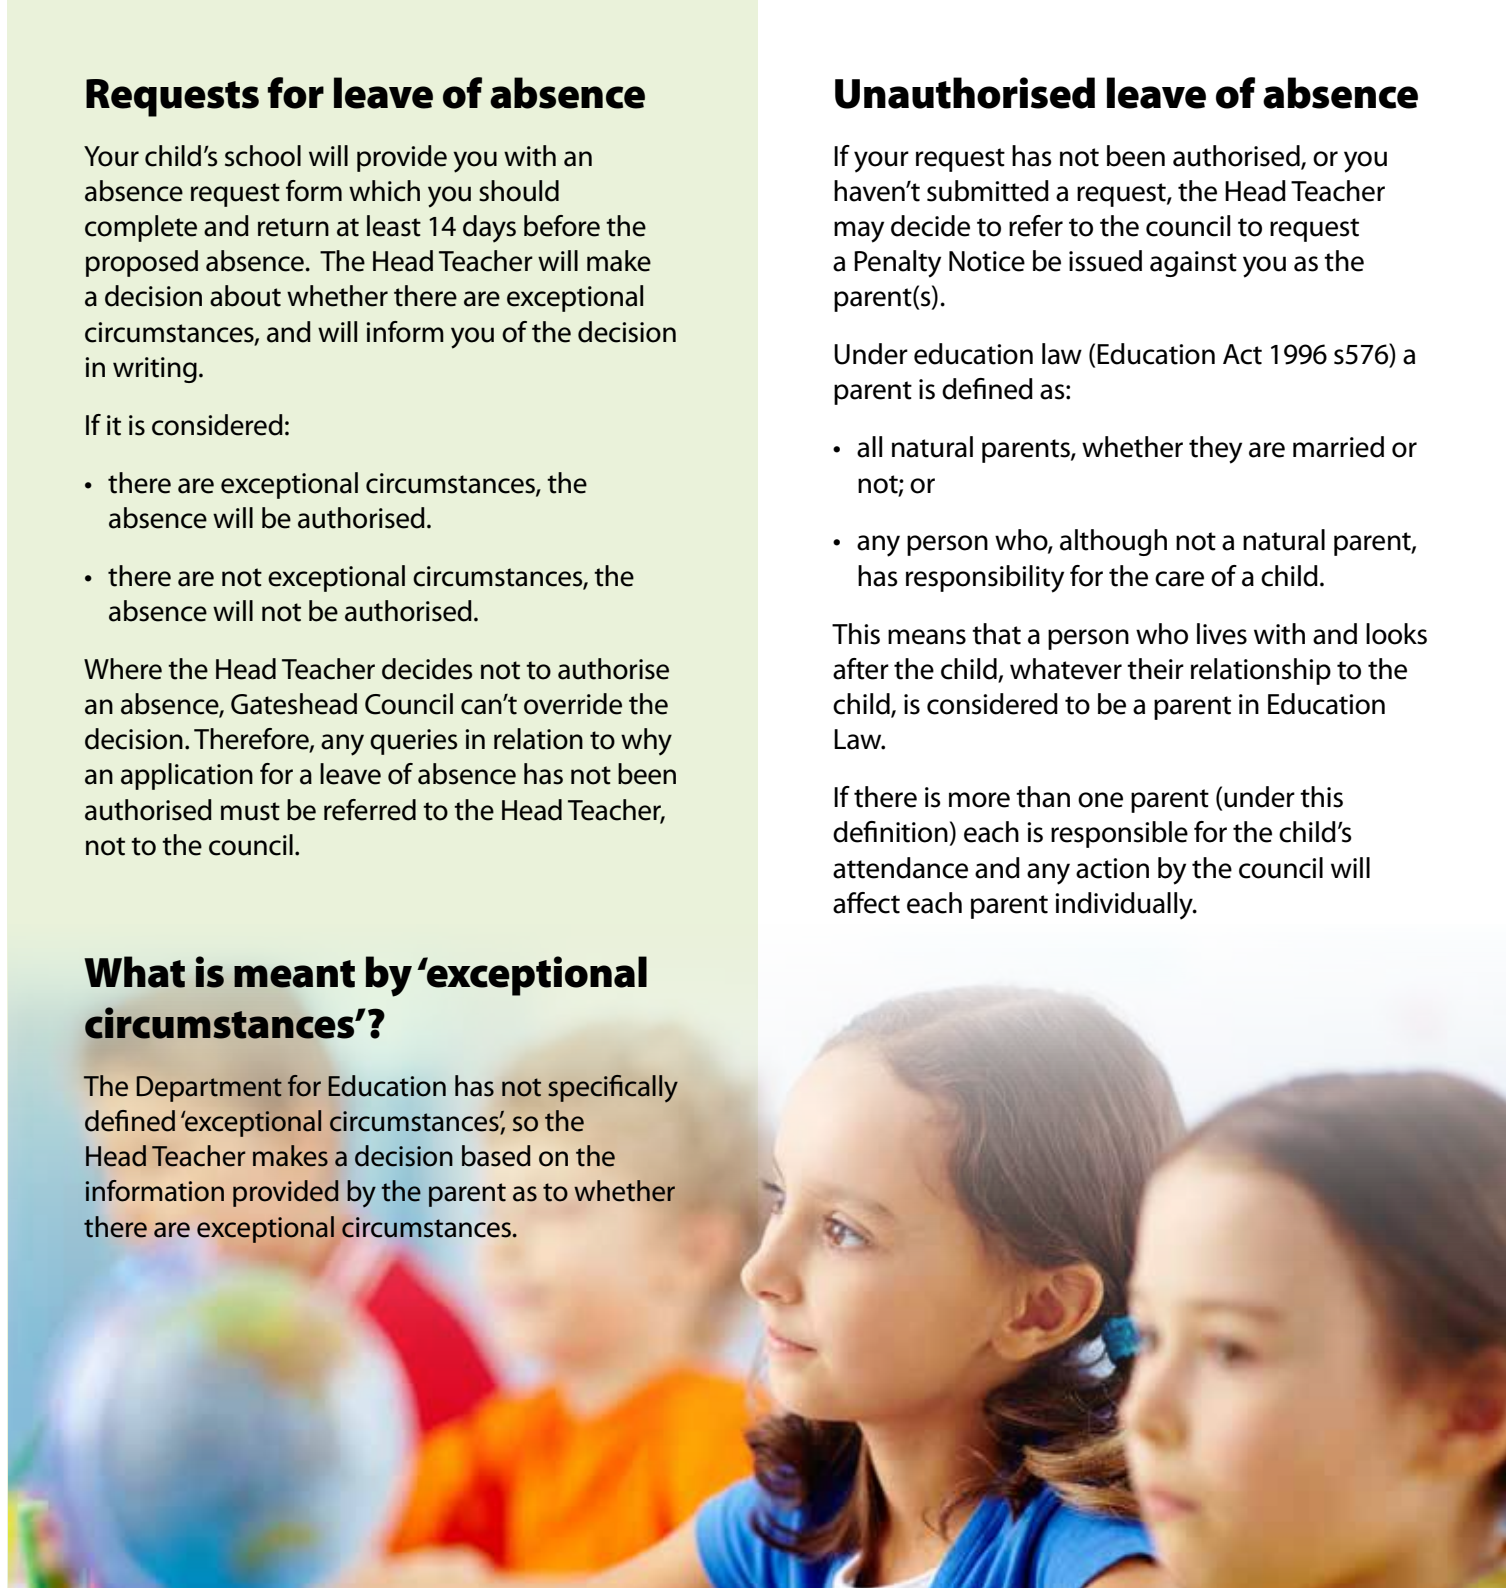 Requests for leave of absence
Your child’s school will provide you with an
absence request form which you should
complete and return at least 14 days before the
proposed absence.  The Head Teacher will make
a decision about whether there are exceptional
circumstances, and will inform you of the decision
in writing.
If it is considered:
• there are exceptional circumstances, the
absence will be authorised.
• there are not exceptional circumstances, the
absence will not be authorised.
Where the Head Teacher decides not to authorise
an absence, Gateshead Council can’t override the
decision. Therefore, any queries in relation to why
an application for a leave of absence has not been
authorised must be referred to the Head Teacher,
not to the council.
What is meant by ‘exceptional
circumstances’?
The Department for Education has not specifically
defined ‘exceptional circumstances’, so the
Head Teacher makes a decision based on the
information provided by the parent as to whether
there are exceptional circumstances.
Unauthorised leave of absence
If your request has not been authorised, or you
haven’t submitted a request, the Head Teacher
may decide to refer to the council to request
a Penalty Notice be issued against you as the
parent(s).
Under education law (Education Act 1996 s576) a
parent is defined as:
• all natural parents, whether they are married or
not; or
• any person who, although not a natural parent,
has responsibility for the care of a child.
This means that a person who lives with and looks
after the child, whatever their relationship to the
child, is considered to be a parent in Education
Law.
If there is more than one parent (under this
definition) each is responsible for the child’s
attendance and any action by the council will
affect each parent individually.